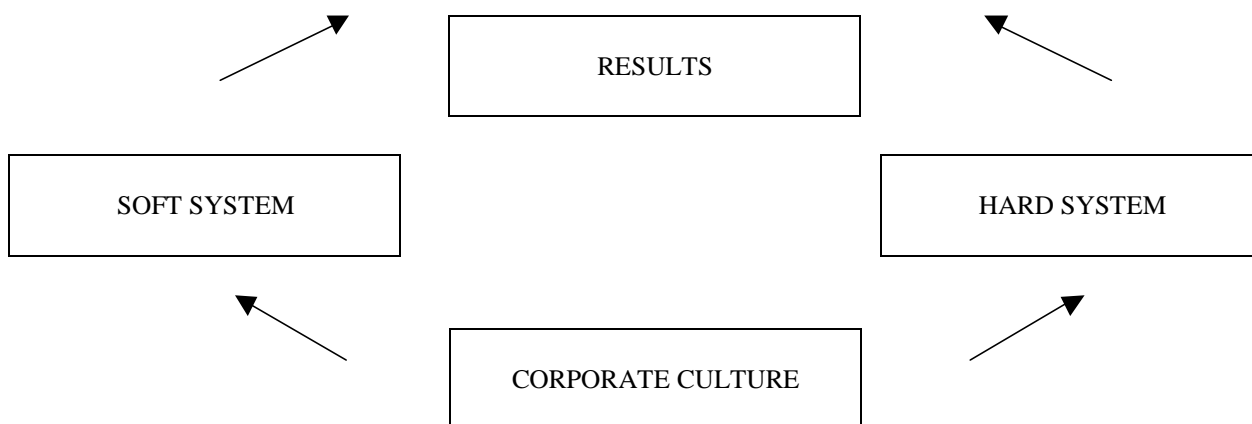 RESULTS
SOFT SYSTEM
HARD SYSTEM
CORPORATE CULTURE